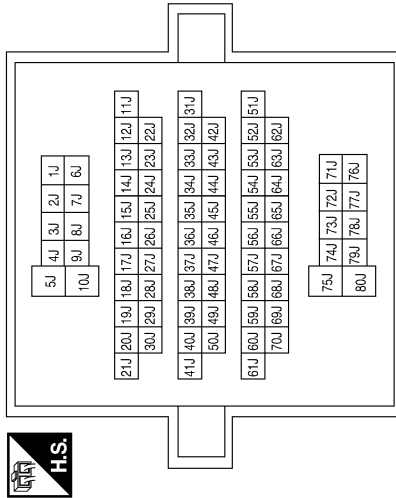 H.S.
5J 4J 3J 2J 1J
10J 9J 8J 7J 6J
21J 20J 19J 18J 17J 16J 15J 14J 13J 12J 11J
30J 29J 28J 27J 26J 25J 24J 23J 22J
41J 40J 39J 38J 37J 36J 35J 34J 33J 32J 31J
50J 49J 48J 47J 46J 45J 44J 43J 42J
61J 60J 59J 58J 57J 56J 55J 54J 53J 52J 51J
70J 69J 68J 67J 66J 65J 64J 63J 62J
75J 74J 73J 72J 71J
80J 79J 78J 77J 76J